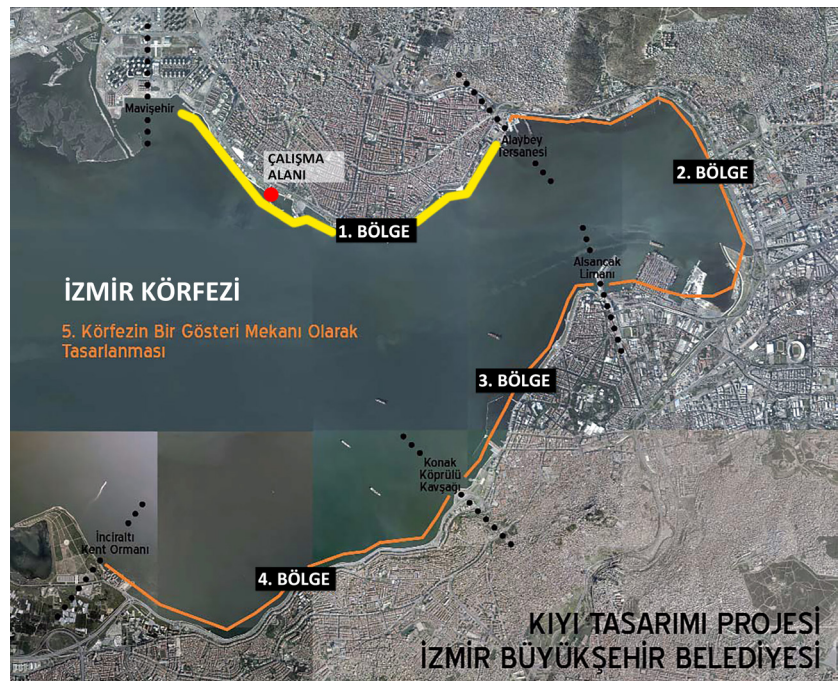 Mavişehir
ÇALIŞMA
ALANI
Alaybey
Tersanesi
1. BÖLGE
2. BÖLGE
Alsancak
Limanı
İZMİR KÖRFEZİ
5. Körfezin Bir Gösteri Mekanı Olarak
Tasarlanması
3. BÖLGE
Konak
Köprülü
Kavşağı
İnciraltı
Kent Ormanı
4. BÖLGE
KIYI TASARIMI PROJESİ
İZMİR BÜYÜKŞEHİR BELEDİYESİ